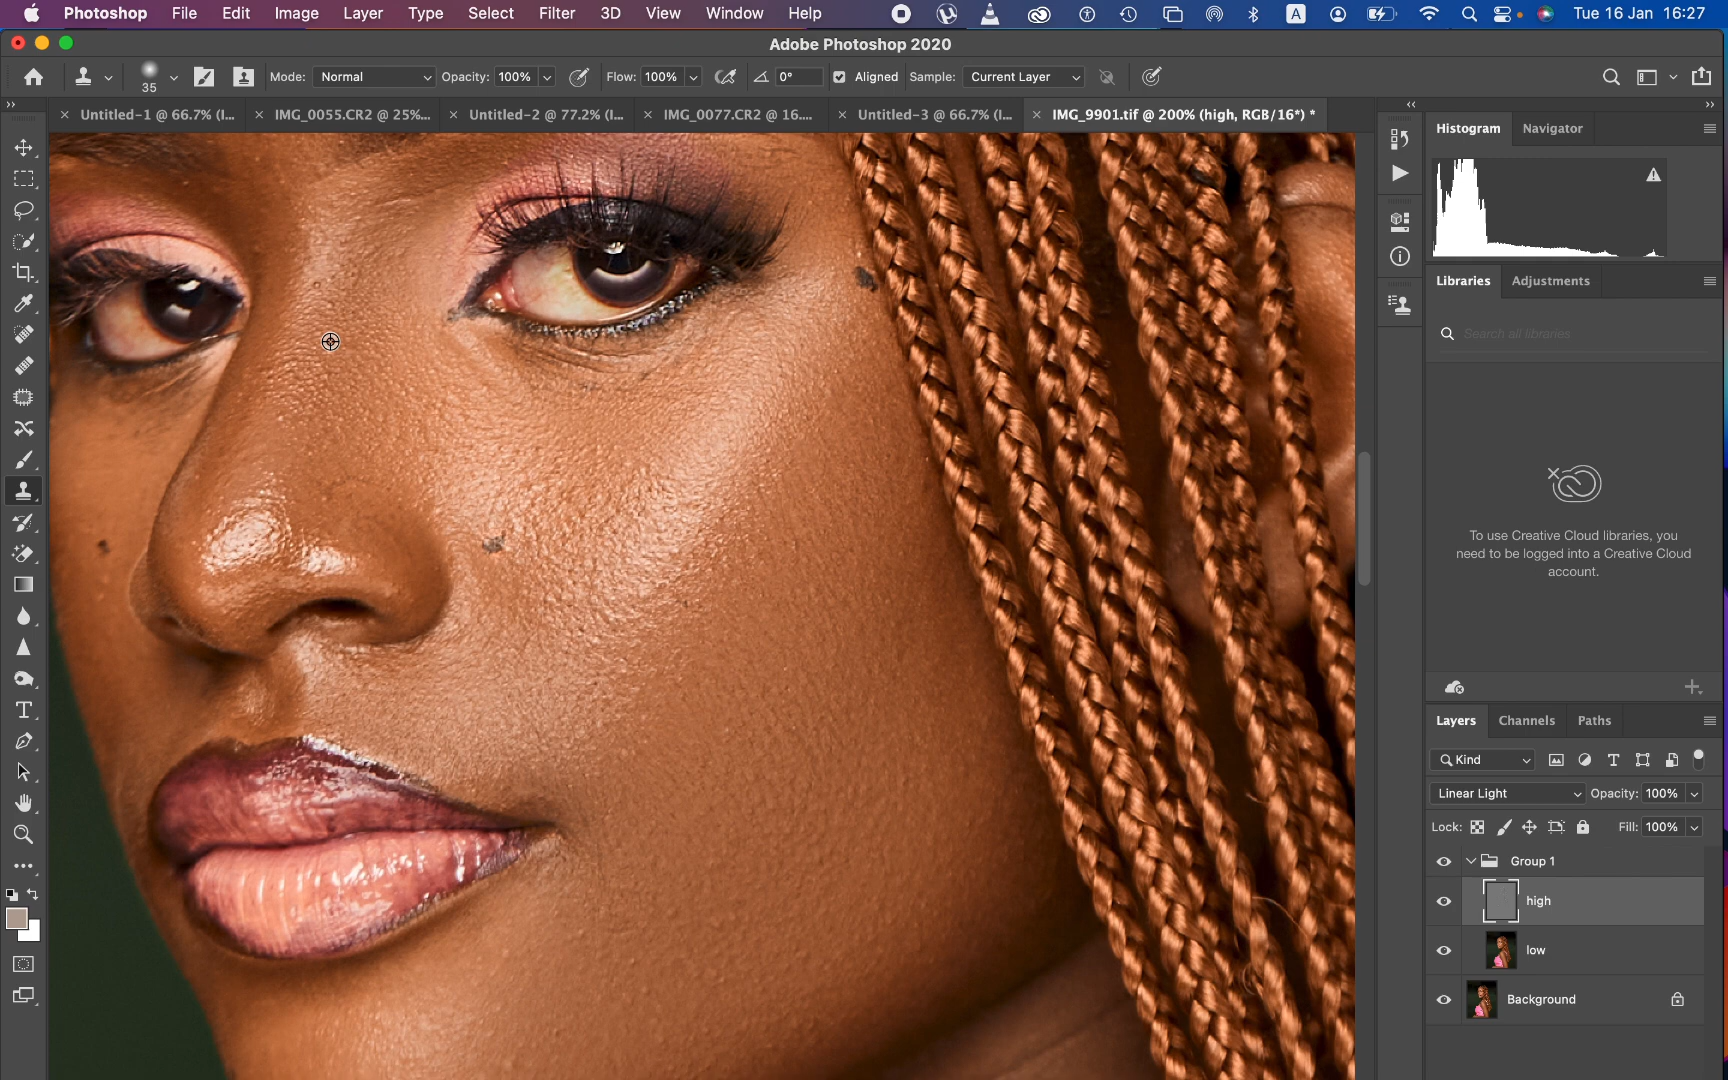 Photoshop File Edit Image Layer Type Select Filter 3D View Window Help A Tue 16 Jan 16:27
Adobe Photoshop 2020
35 Mode: Normal Opacity: 100% Flow: 100% 0° Aligned Sample: Current Layer
Untitled-1 @ 66.7% (I... IMG_0055.CR2 @ 25%... Untitled-2 @ 77.2% (I... IMG_0077.CR2 @ 16.... Untitled-3 @ 66.7% (I... IMG_9901.tif @ 200% (high, RGB/16*) *
Histogram Navigator
Libraries Adjustments
Search all libraries
To use Creative Cloud libraries, you
need to be logged into a Creative Cloud
account.
Layers Channels Paths
Kind
Linear Light Opacity: 100%
Lock: Fill: 100%
Group 1
high
low
Background